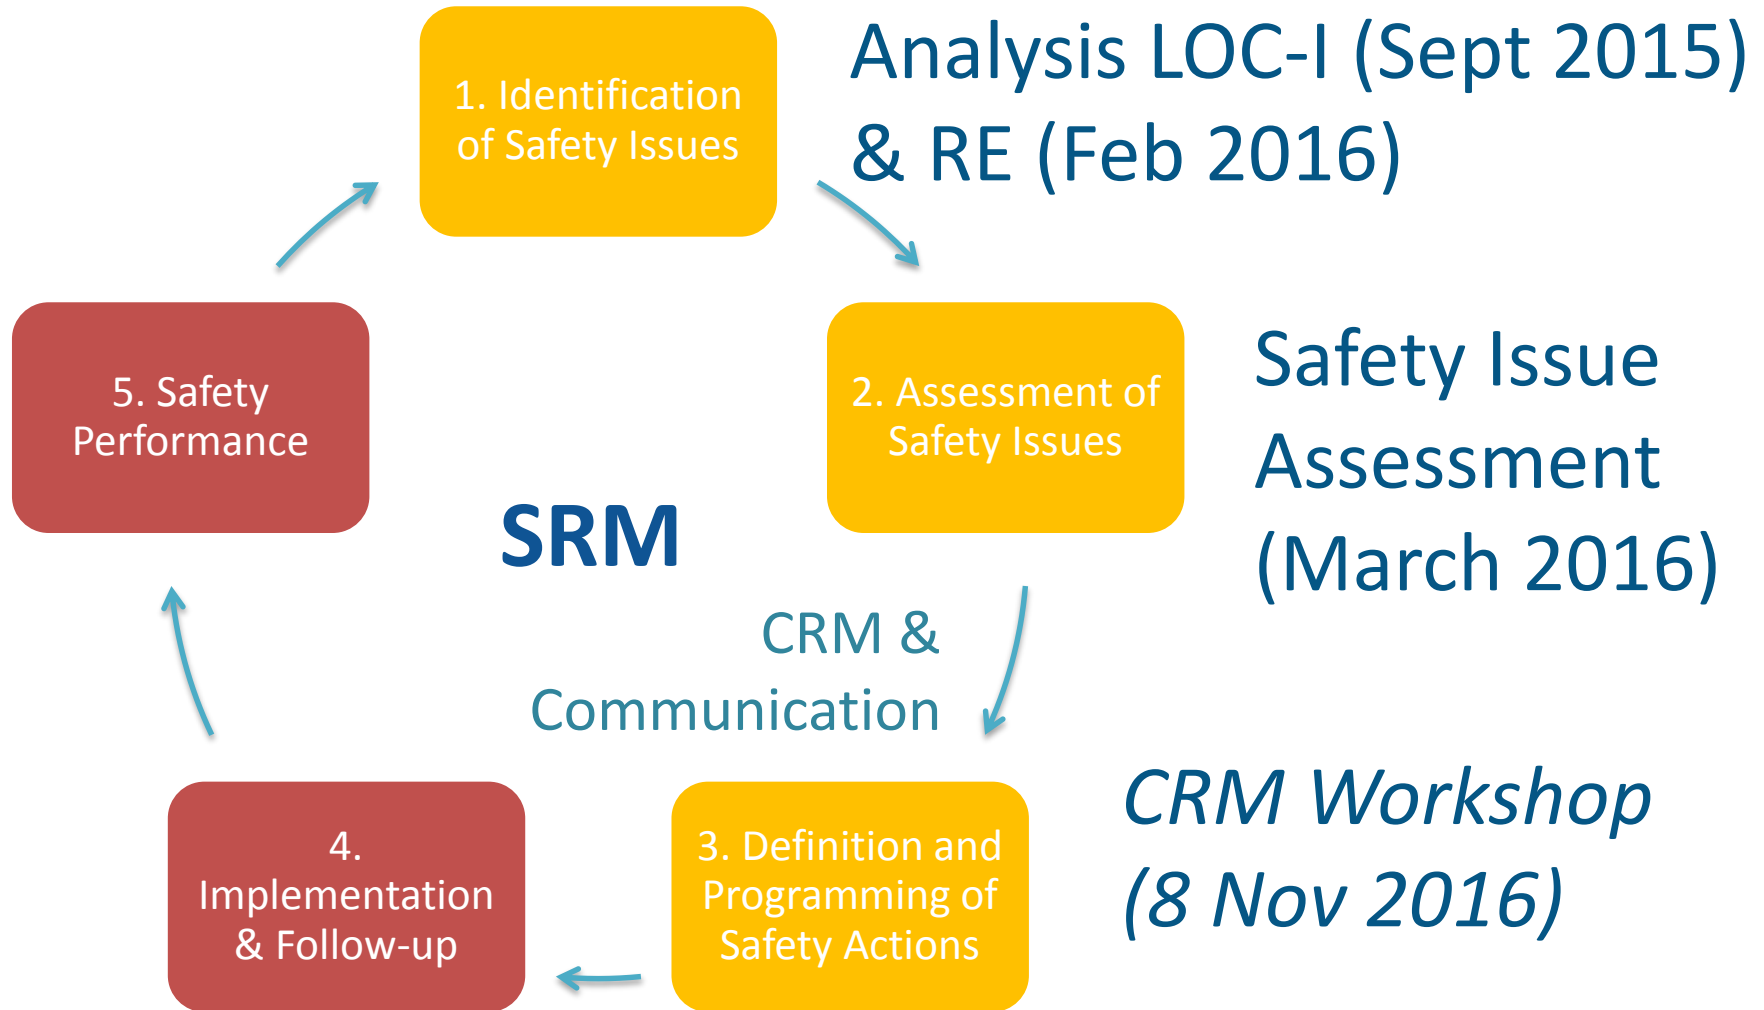 1. Identification
of Safety Issues
Analysis LOC-I (Sept 2015)
& RE (Feb 2016)
2. Assessment of
Safety Issues
Safety Issue
Assessment
(March 2016)
5. Safety
Performance
SRM
CRM &
Communication
3. Definition and
Programming of
Safety Actions
CRM Workshop
(8 Nov 2016)
4.
Implementation
& Follow-up